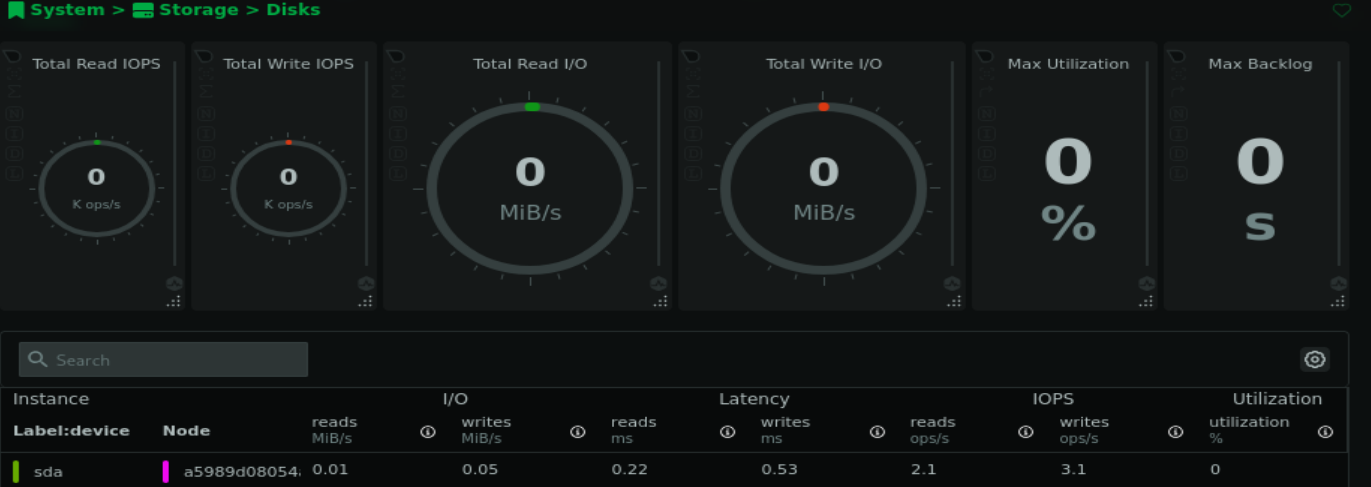 System > Storage > Disks
Total Read IOPS
0
K ops/s
Total Write IOPS
0
K ops/s
Total Read I/O
0
MiB/s
Total Write I/O
0
MiB/s
Max Utilization
0
%
Max Backlog
0
s
Search
Instance I/O Latency IOPS Utilization
Label:device Node reads MiB/s writes MiB/s reads ms writes ms reads ops/s writes ops/s utilization %
sda a5989d08054 0.01 0.05 0.22 0.53 2.1 3.1 0